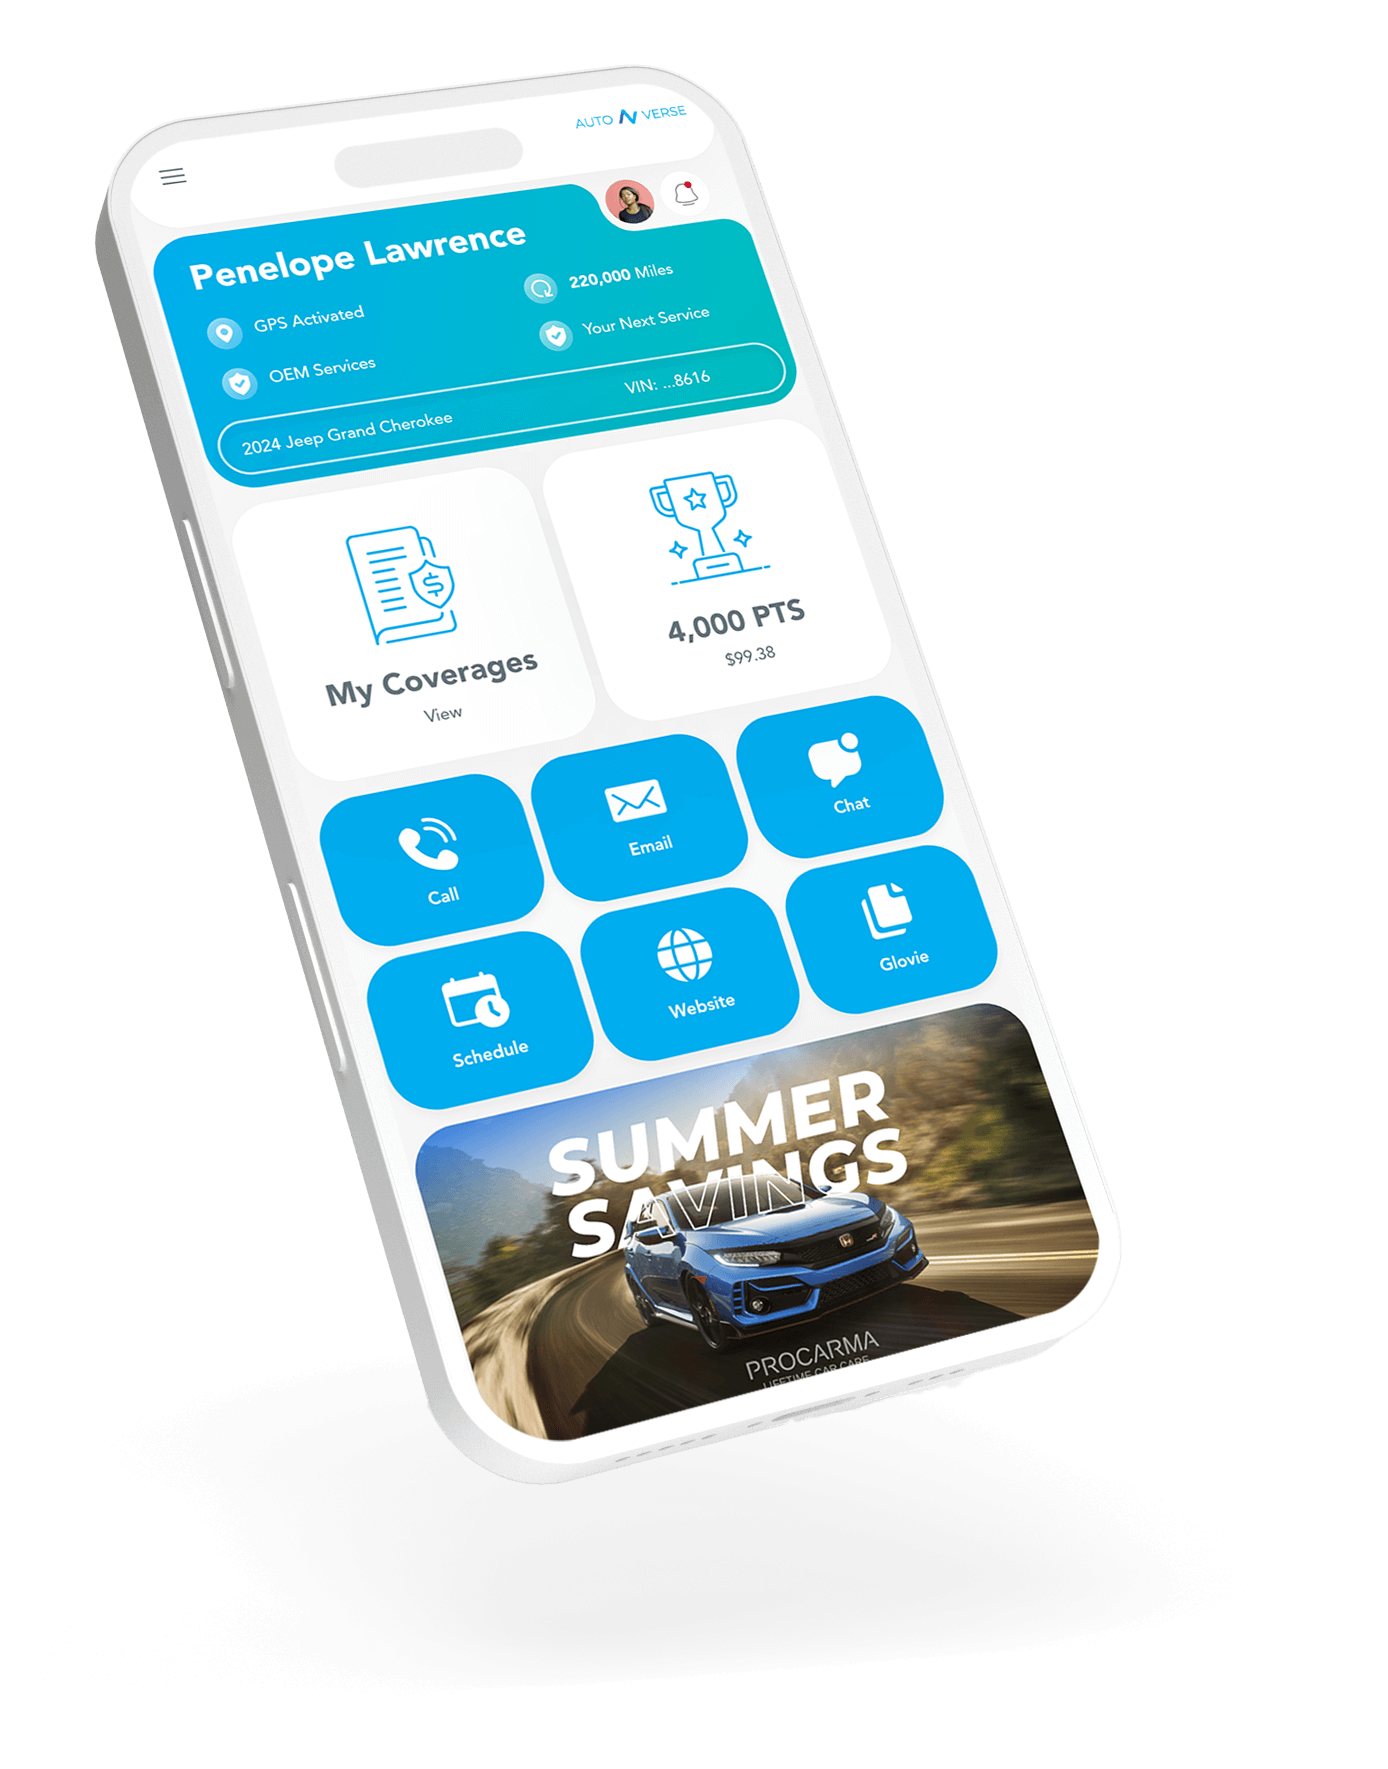 AUTO N VERSE
Penelope Lawrence
GPS Activated
220,000 Miles
OEM Services
Your Next Service
2024 Jeep Grand Cherokee
VIN: ...8616
My Coverages
View
4,000 PTS
$99.38
Call
Email
Chat
Schedule
Website
Glovie
SUMMER
SAVINGS
PROCARMA
LIFETIME CAR CARE